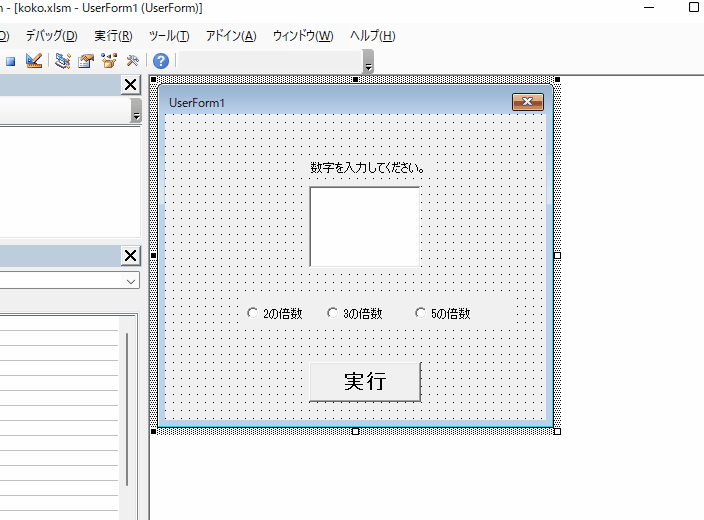 - [koko.xlsm - UserForm1 (UserForm)]
デバッグ(D) 実行(R) ツール(T) アドイン(A) ウィンドウ(W) ヘルプ(H)
UserForm1
数字を入力してください。
2の倍数 3の倍数 5の倍数
実行